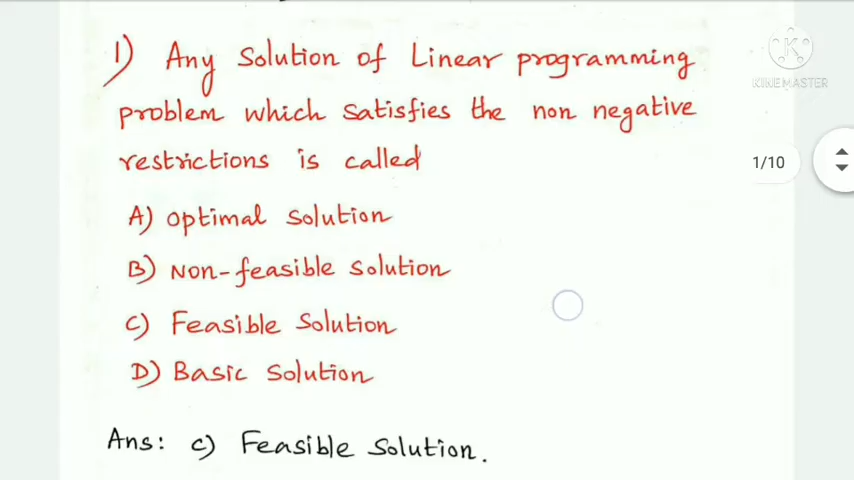 1) Any Solution of Linear programming
problem which satisfies the non negative
restrictions is called
A) optimal solution
B) Non-feasible solution
C) Feasible Solution
D) Basic Solution
Ans: C) Feasible Solution.
KINEMASTER
1/10